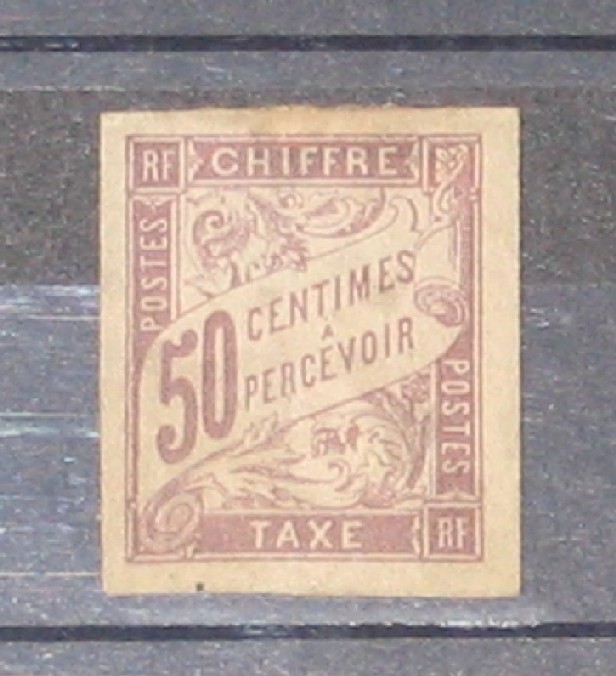 RF CHIFFRE
POSTES
50 CENTIMES
A
PERCEVOIR
POSTES
TAXE RF